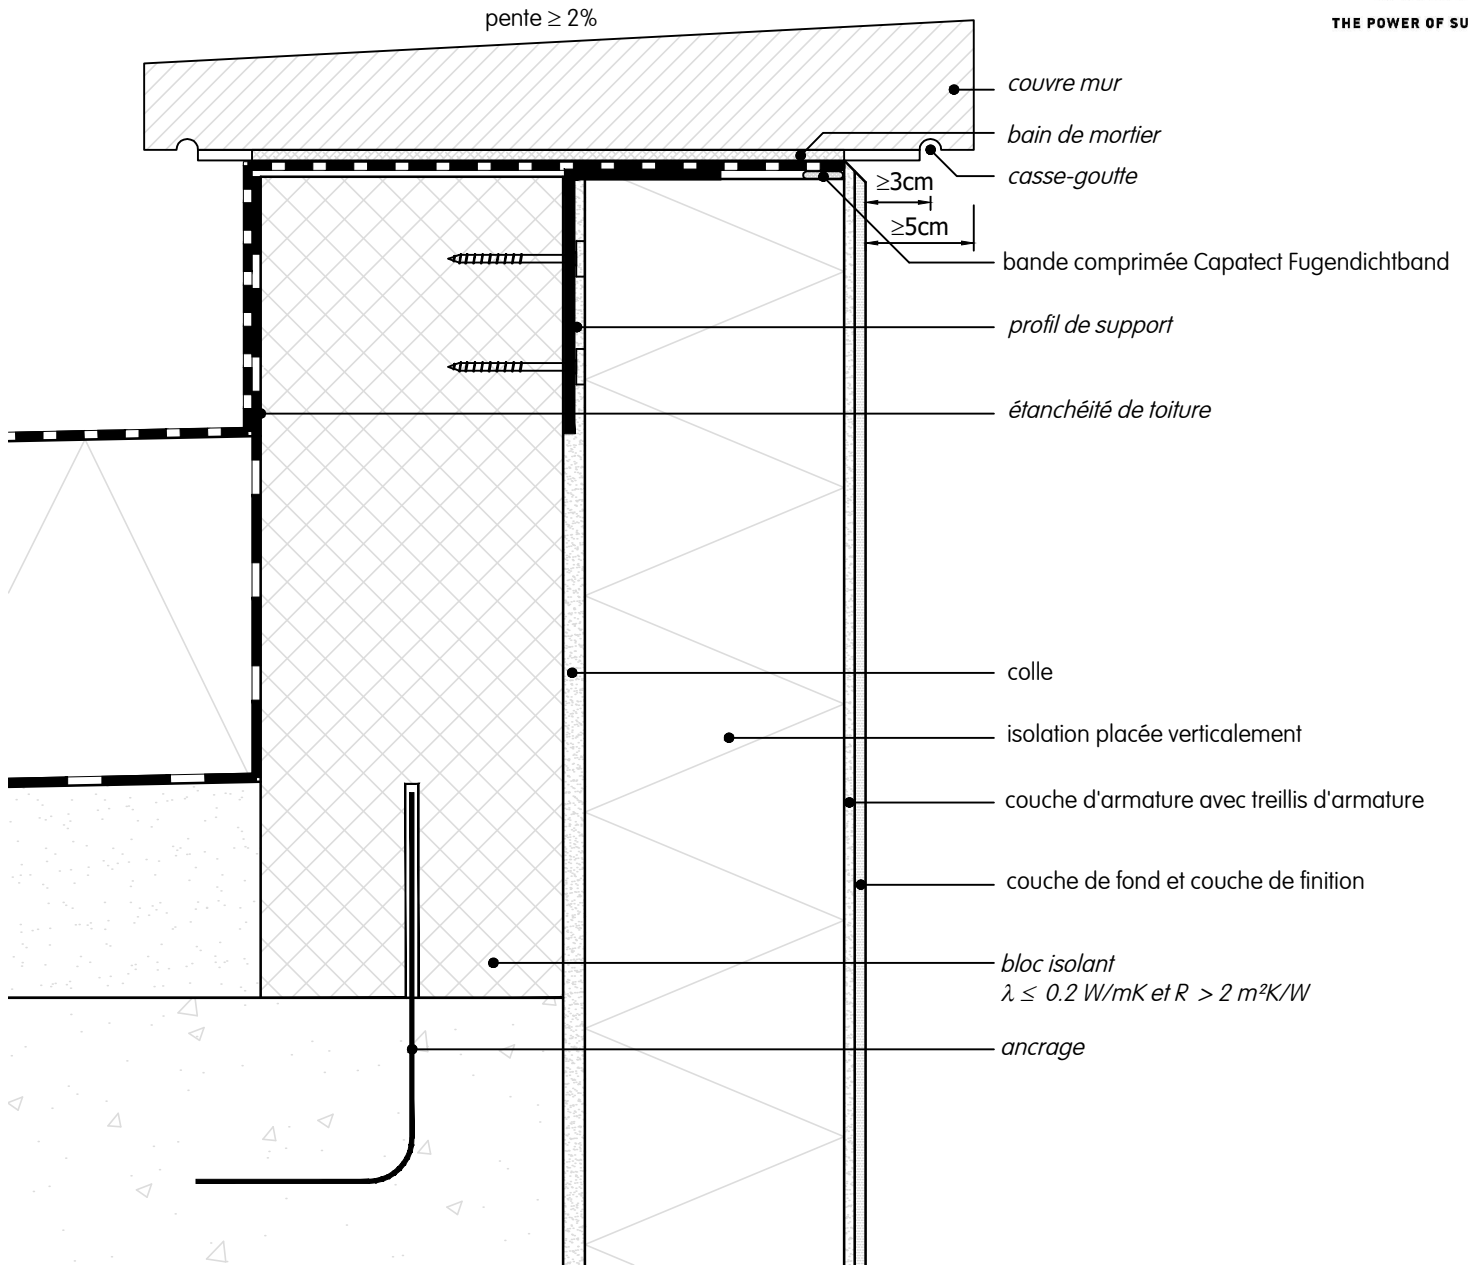 pente ≥ 2%
THE POWER OF SU
couvre mur
bain de mortier
casse-goutte
≥3cm
≥5cm
bande comprimée Capatect Fugendichtband
profil de support
étanchéité de toiture
colle
isolation placée verticalement
couche d'armature avec treillis d'armature
couche de fond et couche de finition
bloc isolant
λ ≤ 0.2 W/mK et R > 2 m²K/W
ancrage